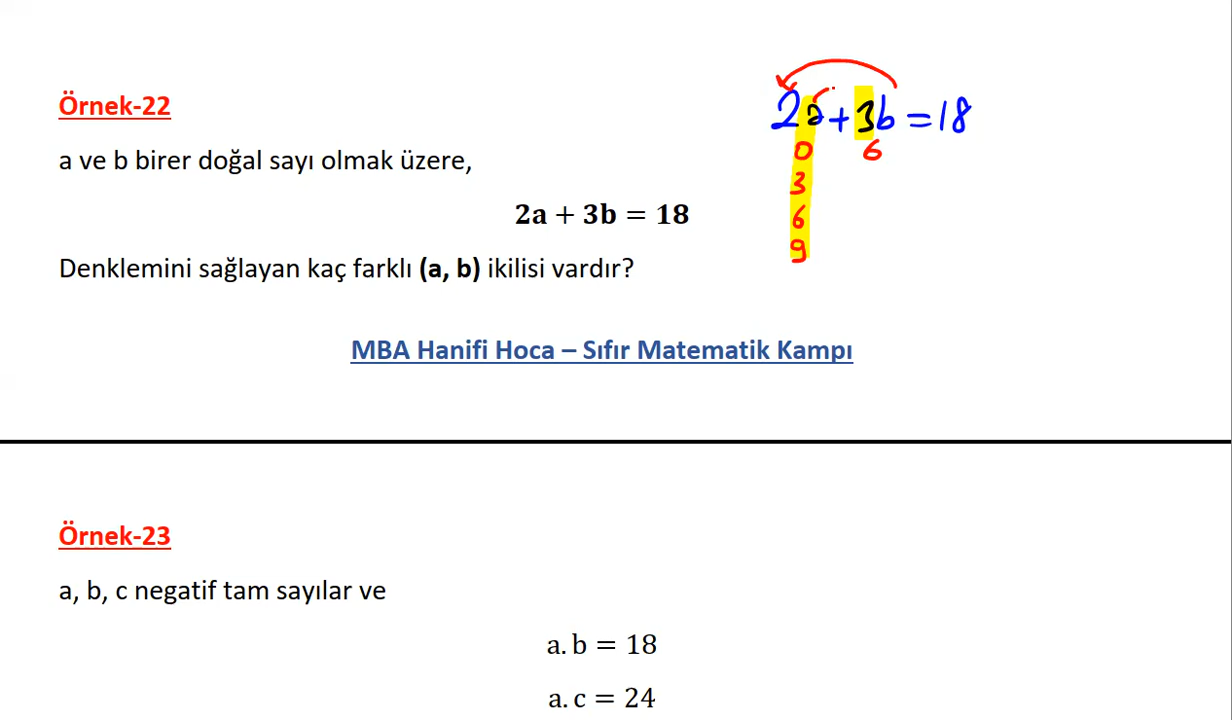 Örnek-22
a ve b birer doğal sayı olmak üzere,
2a + 3b = 18
Denklemini sağlayan kaç farklı (a, b) ikilisi vardır?
MBA Hanifi Hoca – Sıfır Matematik Kampı
2a + 3b = 18
0 6
3
6
9
Örnek-23
a, b, c negatif tam sayılar ve
a. b = 18
a. c = 24